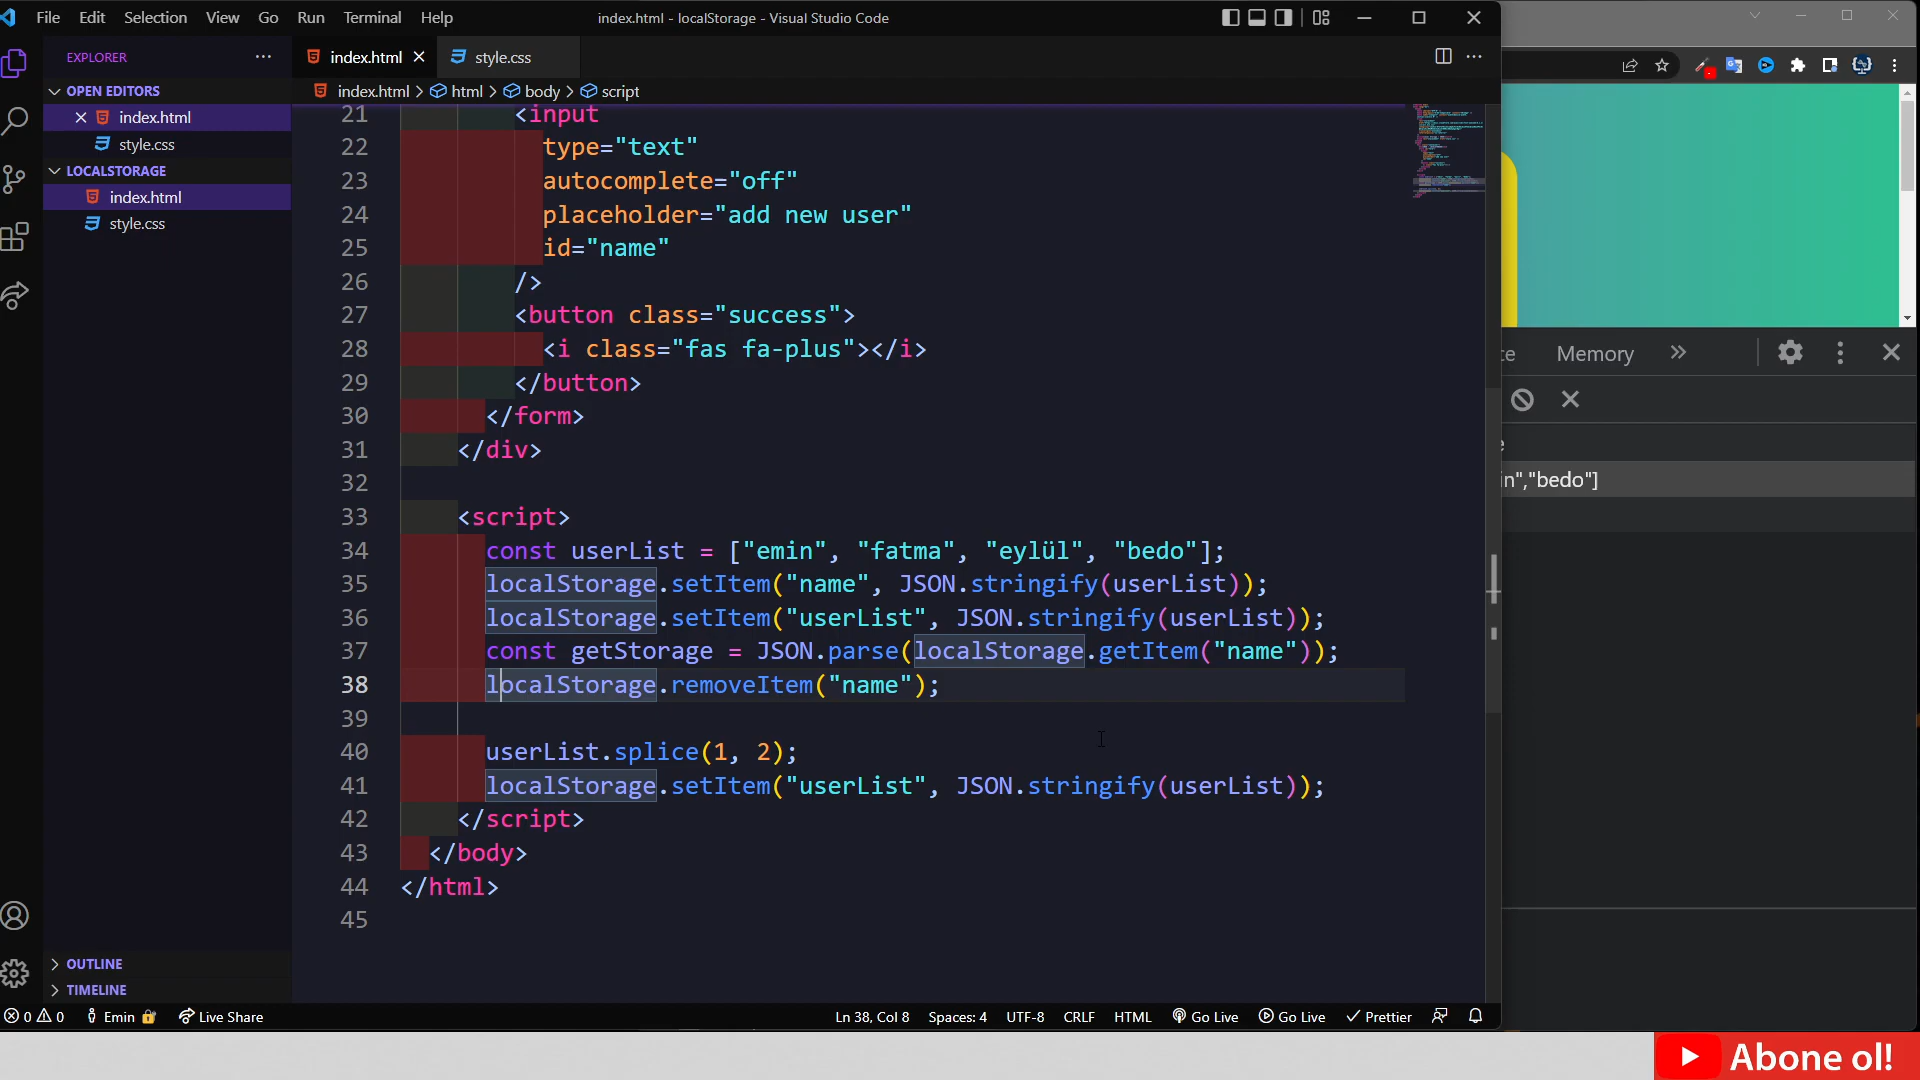 File Edit Selection View Go Run Terminal Help
index.html - localStorage - Visual Studio Code
EXPLORER
index.html
style.css
OPEN EDITORS
index.html
style.css
LOCALSTORAGE
index.html
style.css
index.html > html > body > script
21 <input
22 type="text"
23 autocomplete="off"
24 placeholder="add new user"
25 id="name"
26 />
27 <button class="success">
28 <i class="fas fa-plus"></i>
29 </button>
30 </form>
31 </div>
32
33 <script>
34 const userList = ["emin", "fatma", "eylül", "bedo"];
35 localStorage.setItem("name", JSON.stringify(userList));
36 localStorage.setItem("userList", JSON.stringify(userList));
37 const getStorage = JSON.parse(localStorage.getItem("name"));
38 localStorage.removeItem("name");
39
40 userList.splice(1, 2);
41 localStorage.setItem("userList", JSON.stringify(userList));
42 </script>
43 </body>
44 </html>
45
OUTLINE
TIMELINE
0 0 Emin Live Share
Ln 38, Col 8 Spaces: 4 UTF-8 CRLF HTML Go Live Go Live Prettier
Memory
in","bedo"]
Abone ol!